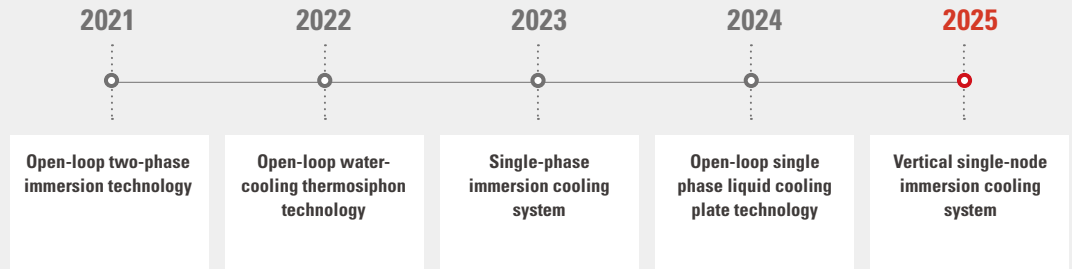 2021
2022
2023
2024
2025
Open-loop two-phase
immersion technology
Open-loop water-
cooling thermosiphon
technology
Single-phase
immersion cooling
system
Open-loop single
phase liquid cooling
plate technology
Vertical single-node
immersion cooling
system